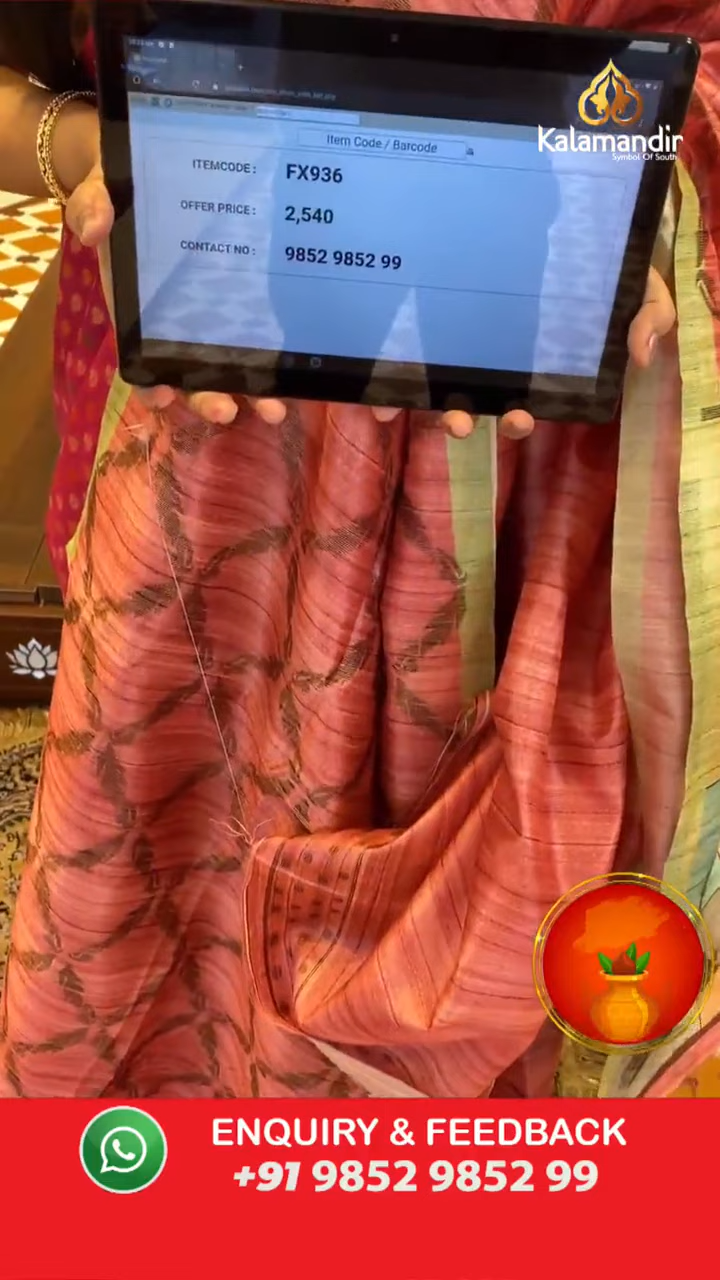 Kalamandir
Symbol Of South
Item Code / Barcode
ITEMCODE : FX936
OFFER PRICE : 2,540
CONTACT NO : 9852 9852 99
ENQUIRY & FEEDBACK
+91 9852 9852 99